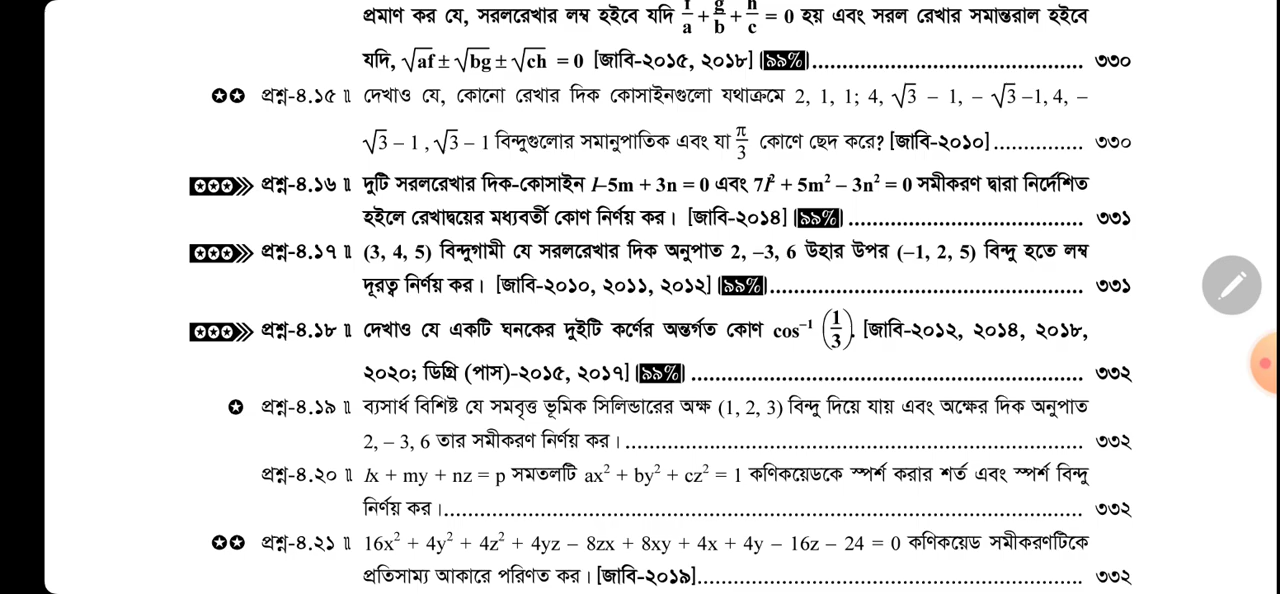 প্রমাণ কর যে, সরলরেখার লম্ব হইবে যদি f/a + g/b + h/c = 0 হয় এবং সরল রেখার সমান্তরাল হইবে
যদি, √af ± √bg ± √ch = 0 [জাবি-২০১৫, ২০১৮] [৯৯%] ৩৩০
✪✪ প্রশ্ন-৪.১৫ ॥ দেখাও যে, কোনো রেখার দিক কোসাইনগুলো যথাক্রমে 2, 1, 1; 4, √3 – 1, – √3 –1, 4, –
√3 – 1 , √3 – 1 বিন্দুগুলোর সমানুপাতিক এবং যা π/3 কোণে ছেদ করে? [জাবি-২০১০] ৩৩০
✪✪✪ প্রশ্ন-৪.১৬ ॥ দুটি সরলরেখার দিক-কোসাইন l–5m + 3n = 0 এবং 7l² + 5m² – 3n² = 0 সমীকরণ দ্বারা নির্দেশিত
হইলে রেখাদ্বয়ের মধ্যবর্তী কোণ নির্ণয় কর। [জাবি-২০১৪] [৯৯%] ৩৩১
✪✪✪ প্রশ্ন-৪.১৭ ॥ (3, 4, 5) বিন্দুগামী যে সরলরেখার দিক অনুপাত 2, –3, 6 উহার উপর (–1, 2, 5) বিন্দু হতে লম্ব
দূরত্ব নির্ণয় কর। [জাবি-২০১০, ২০১১, ২০১২] [৯৯%] ৩৩১
✪✪✪ প্রশ্ন-৪.১৮ ॥ দেখাও যে একটি ঘনকের দুইটি কর্ণের অন্তর্গত কোণ cos⁻¹ (1/3). [জাবি-২০১২, ২০১৪, ২০১৮,
২০২০; ডিগ্রি (পাস)-২০১৫, ২০১৭] [৯৯%] ৩৩২
✪ প্রশ্ন-৪.১৯ ॥ ব্যসার্ধ বিশিষ্ট যে সমবৃত্ত ভূমিক সিলিন্ডারের অক্ষ (1, 2, 3) বিন্দু দিয়ে যায় এবং অক্ষের দিক অনুপাত
2, – 3, 6 তার সমীকরণ নির্ণয় কর। ৩৩২
প্রশ্ন-৪.২০ ॥ lx + my + nz = p সমতলটি ax² + by² + cz² = 1 কণিকয়েডকে স্পর্শ করার শর্ত এবং স্পর্শ বিন্দু
নির্ণয় কর। ৩৩২
✪✪ প্রশ্ন-৪.২১ ॥ 16x² + 4y² + 4z² + 4yz – 8zx + 8xy + 4x + 4y – 16z – 24 = 0 কণিকয়েড সমীকরণটিকে
প্রতিসাম্য আকারে পরিণত কর। [জাবি-২০১৯] ৩৩২